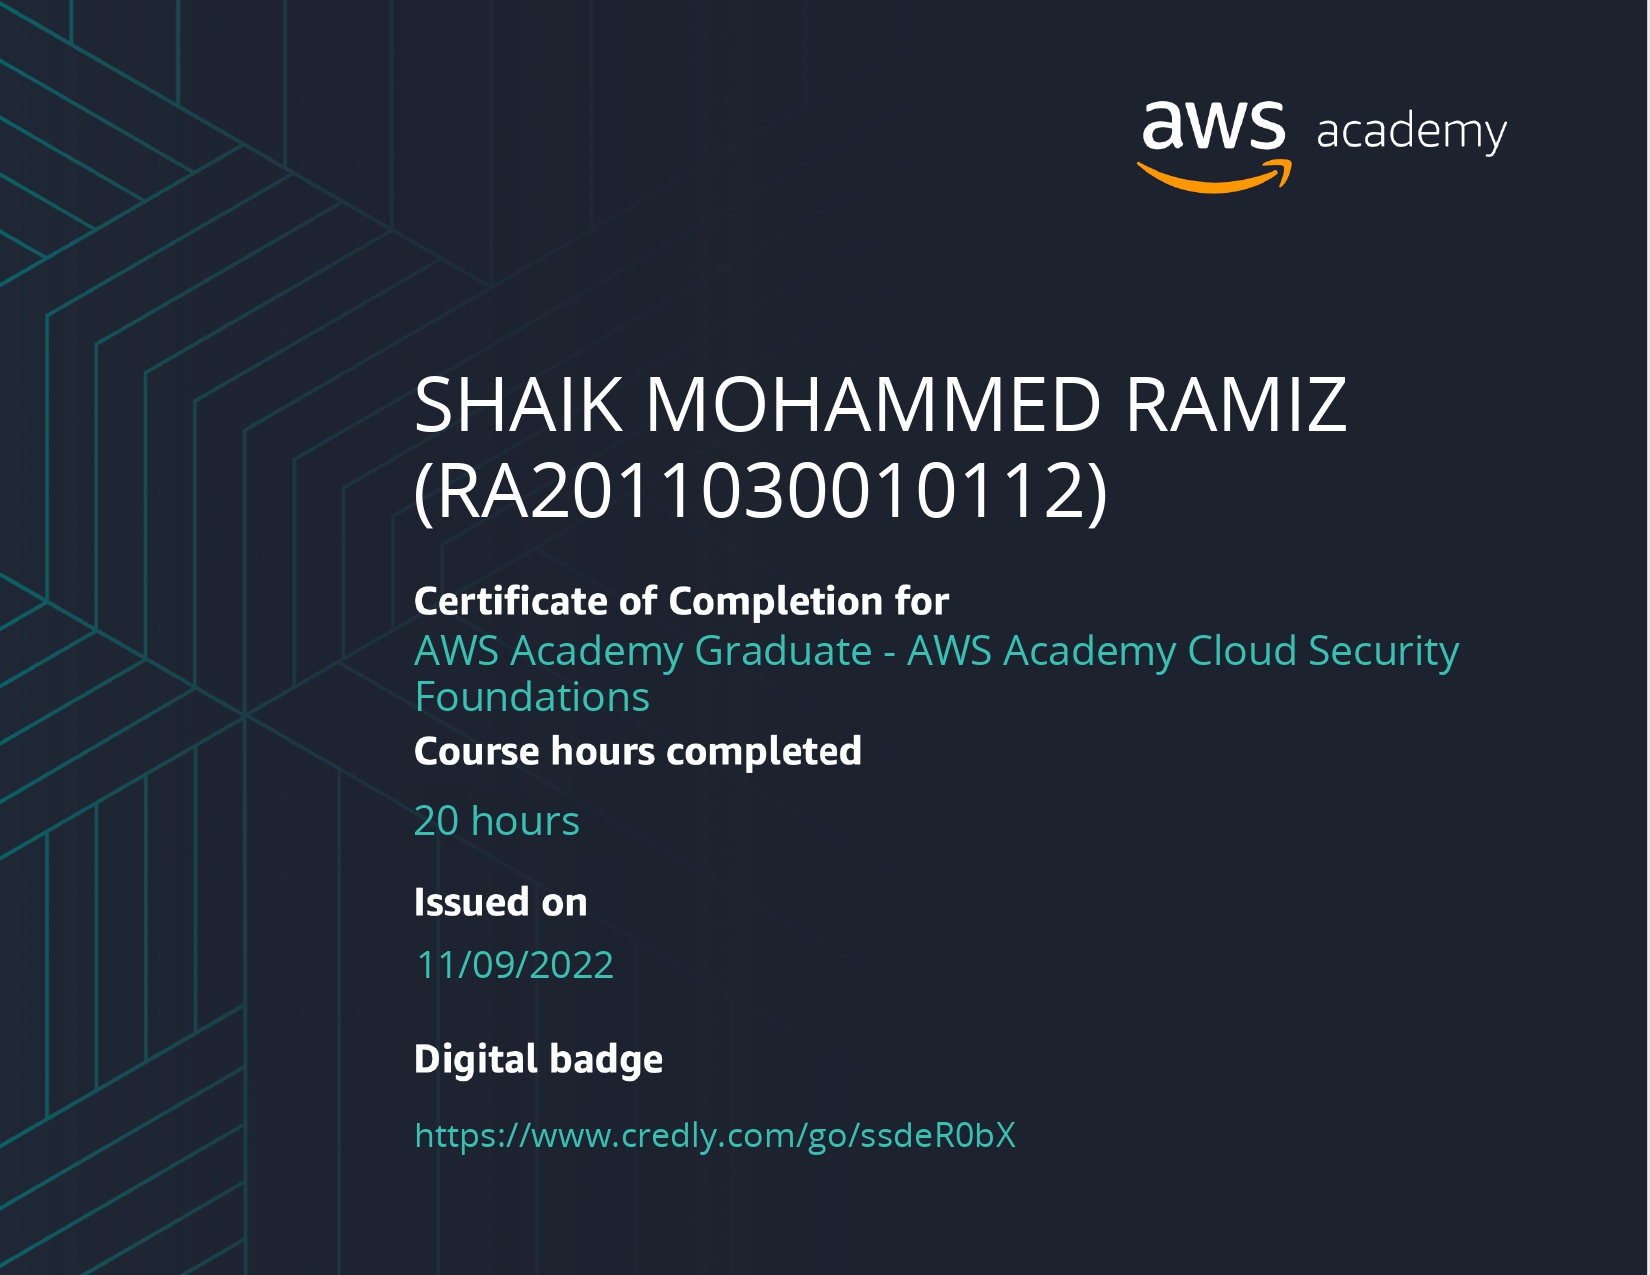 aws academy
SHAIK MOHAMMED RAMIZ
(RA2011030010112)
Certificate of Completion for
AWS Academy Graduate - AWS Academy Cloud Security
Foundations
Course hours completed
20 hours
Issued on
11/09/2022
Digital badge
https://www.credly.com/go/ssdeR0bX